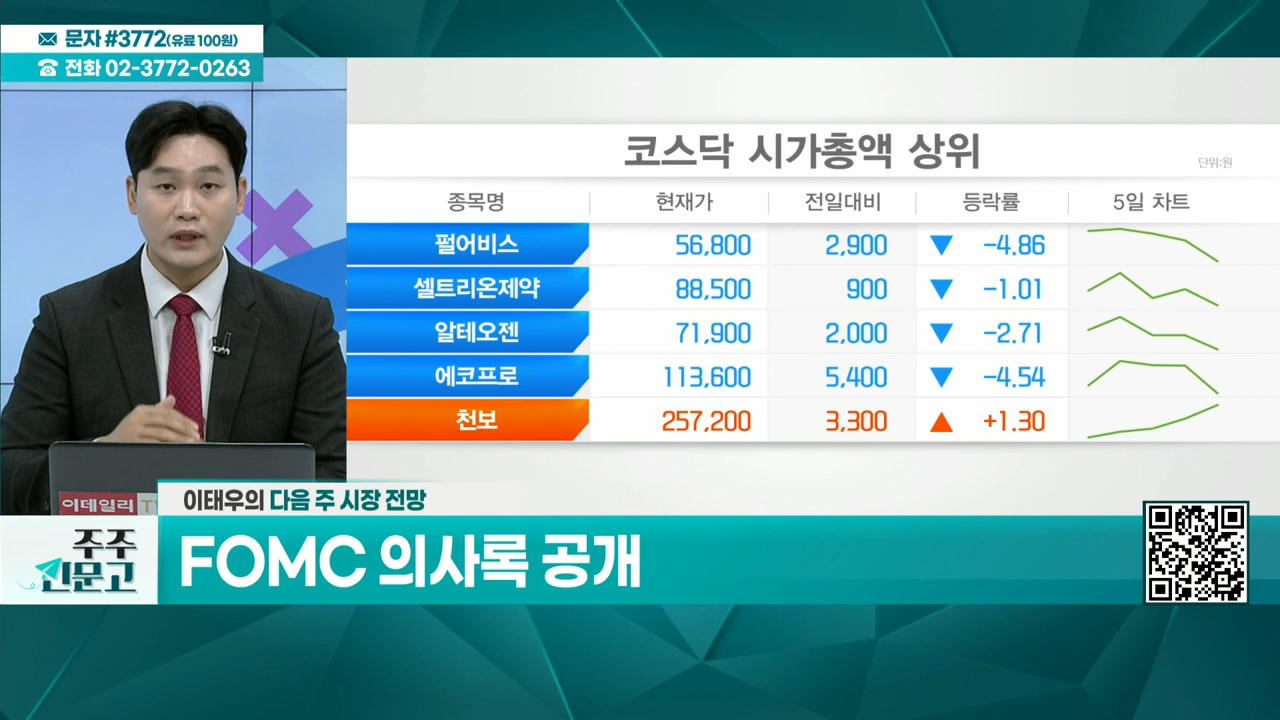 문자 #3772(유료 100원)
전화 02-3772-0263
코스닥 시가총액 상위
단위:원
종목명 현재가 전일대비 등락률 5일 차트
펄어비스 56,800 2,900 ▼ -4.86
셀트리온제약 88,500 900 ▼ -1.01
알테오젠 71,900 2,000 ▼ -2.71
에코프로 113,600 5,400 ▼ -4.54
천보 257,200 3,300 ▲ +1.30
이데일리 TV
이태우의 다음 주 시장 전망
주주
신문고
FOMC 의사록 공개